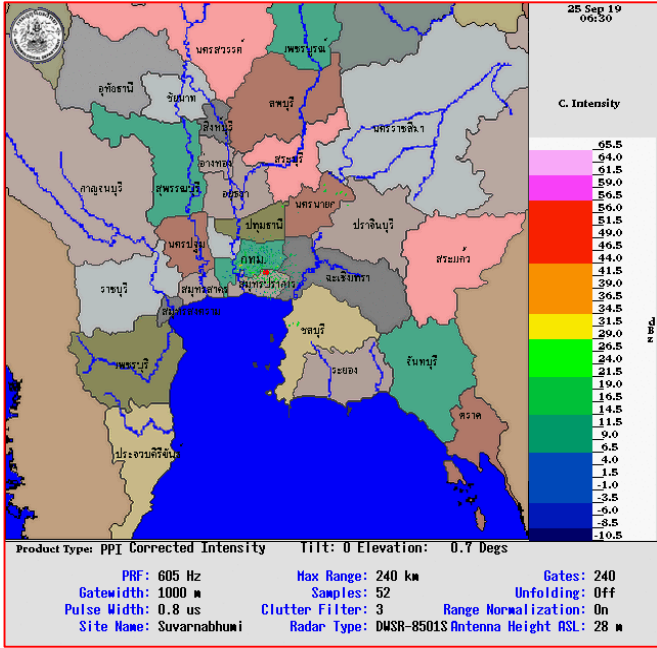 25 Sep 19
06:30
C. Intensity
65.5
64.0
61.5
59.0
56.5
56.0
51.5
49.0
46.5
44.0
41.5
39.0
36.5
34.5
31.5
29.0
26.5
24.0
21.5
19.0
16.5
14.0
11.5
9.0
6.5
4.0
1.5
-1.0
-3.5
-6.0
-8.5
-10.5
นครสวรรค์
เพชรบูรณ์
อุทัยธานี
ชัยนาท
ลพบุรี
สิงหบุรี
นครราชสีมา
อ่างทอง
สระบุรี
กาญจนบุรี
สุพรรณบุรี
อยุธยา
นครนายก
ปราจีนบุรี
ปทุมธานี
นครปฐม
กทม.
สระแก้ว
ฉะเชิงเทรา
ราชบุรี
สมุทรสาคร
สมุทรปราการ
สมุทรสงคราม
ชลบุรี
เพชรบุรี
ระยอง
จันทบุรี
ตราด
ประจวบคีรีขันธ์
Product Type: PPI Corrected Intensity Tilt: 0 Elevation: 0.7 Degs
PRF: 605 Hz Max Range: 240 km Gates: 240
Gatewidth: 1000 m Samples: 52 Unfolding: Off
Pulse Width: 0.8 us Clutter Filter: 3 Range Normalization: On
Site Name: Suvarnabhumi Radar Type: DWSR-8501S Antenna Height ASL: 28 m